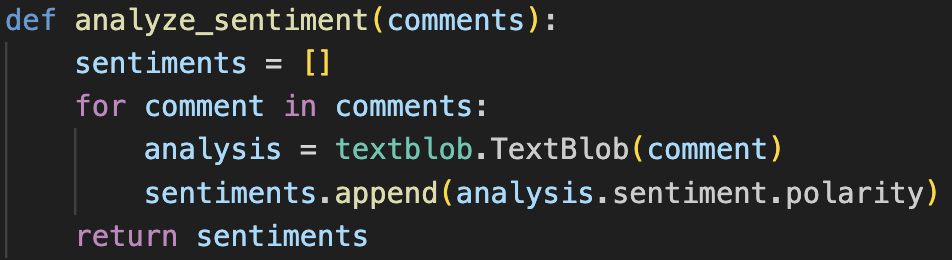 def analyze_sentiment(comments):
    sentiments = []
    for comment in comments:
        analysis = textblob.TextBlob(comment)
        sentiments.append(analysis.sentiment.polarity)
    return sentiments